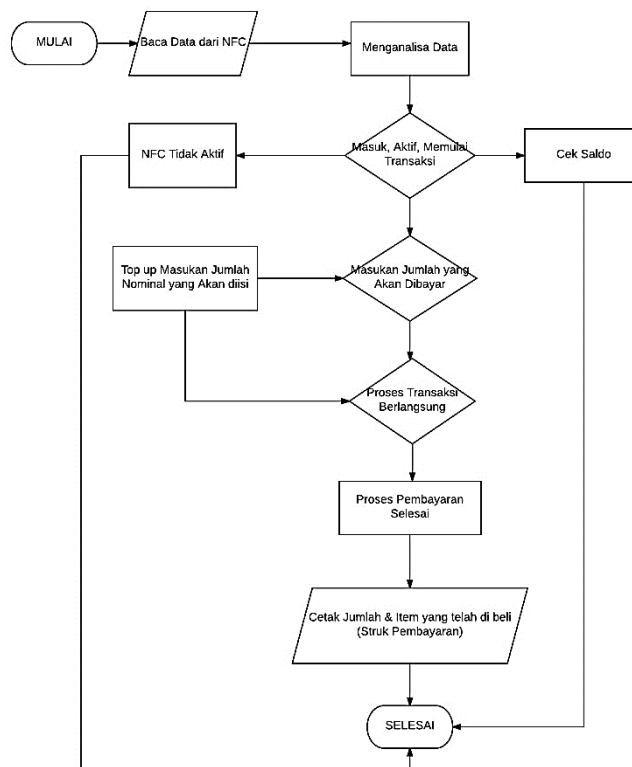 MULAI
Baca Data dari NFC
Menganalisa Data
NFC Tidak Aktif
Masuk, Aktif, Memulai
Transaksi
Cek Saldo
Top up Masukan Jumlah
Nominal yang Akan diisi
Masukan Jumlah yang
Akan Dibayar
Proses Transaksi
Berlangsung
Proses Pembayaran
Selesai
Cetak Jumlah & Item yang telah di beli
(Struk Pembayaran)
SELESAI